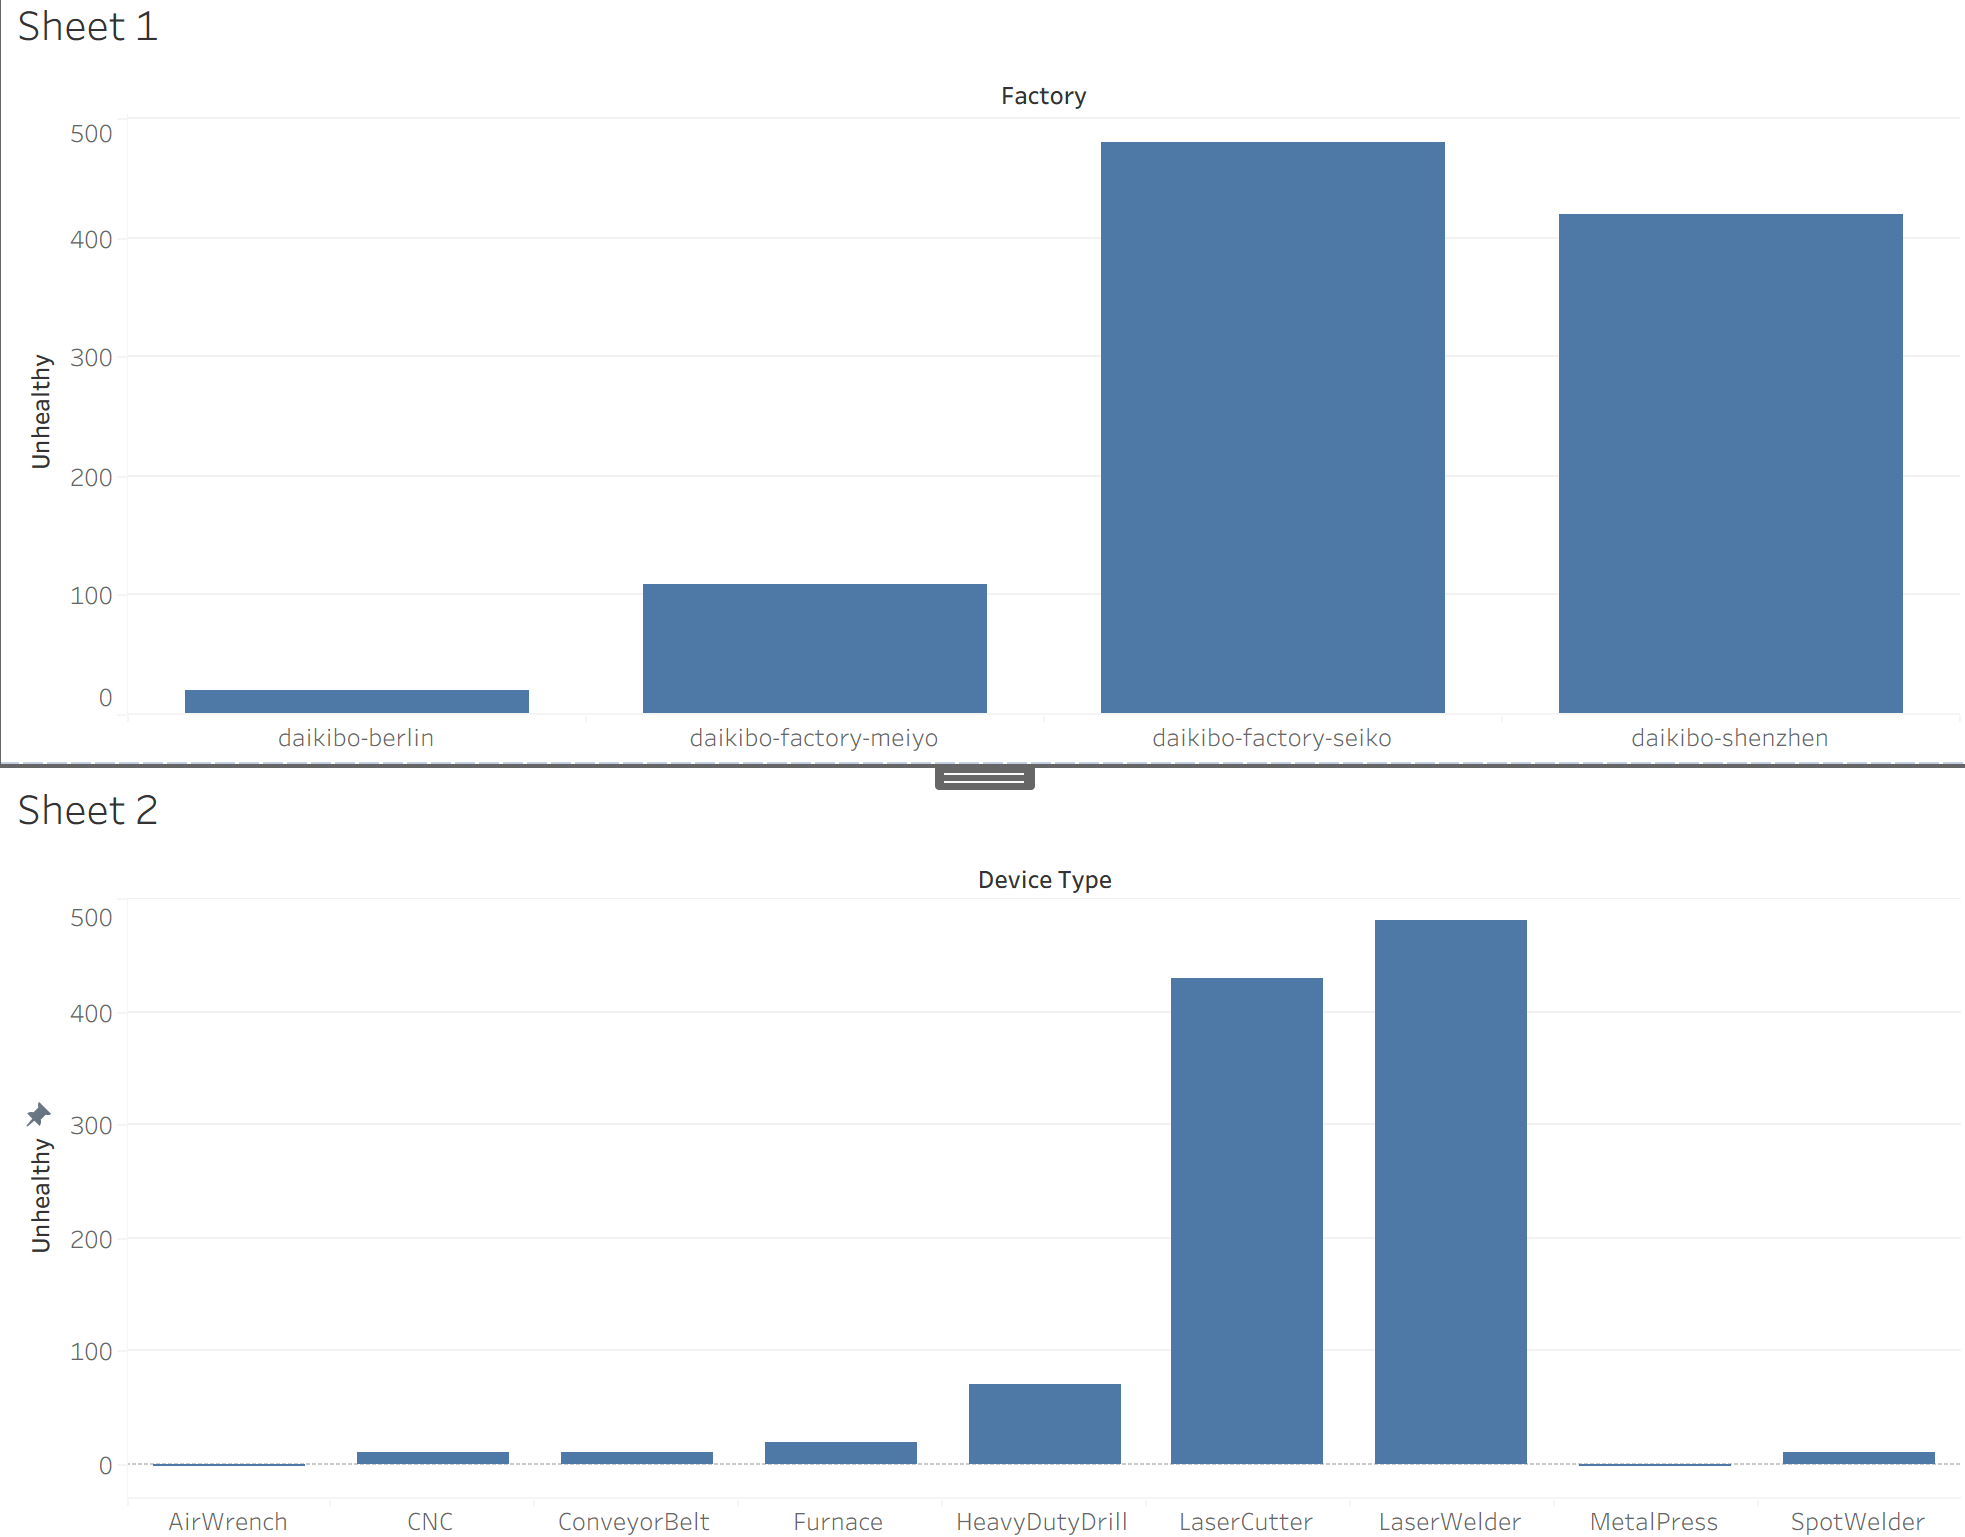 Sheet 1
Factory
500
400
300
200
100
0
Unhealthy
daikibo-berlin daikibo-factory-meiyo daikibo-factory-seiko daikibo-shenzhen
Sheet 2
Device Type
500
400
300
200
100
0
Unhealthy
AirWrench CNC ConveyorBelt Furnace HeavyDutyDrill LaserCutter LaserWelder MetalPress SpotWelder